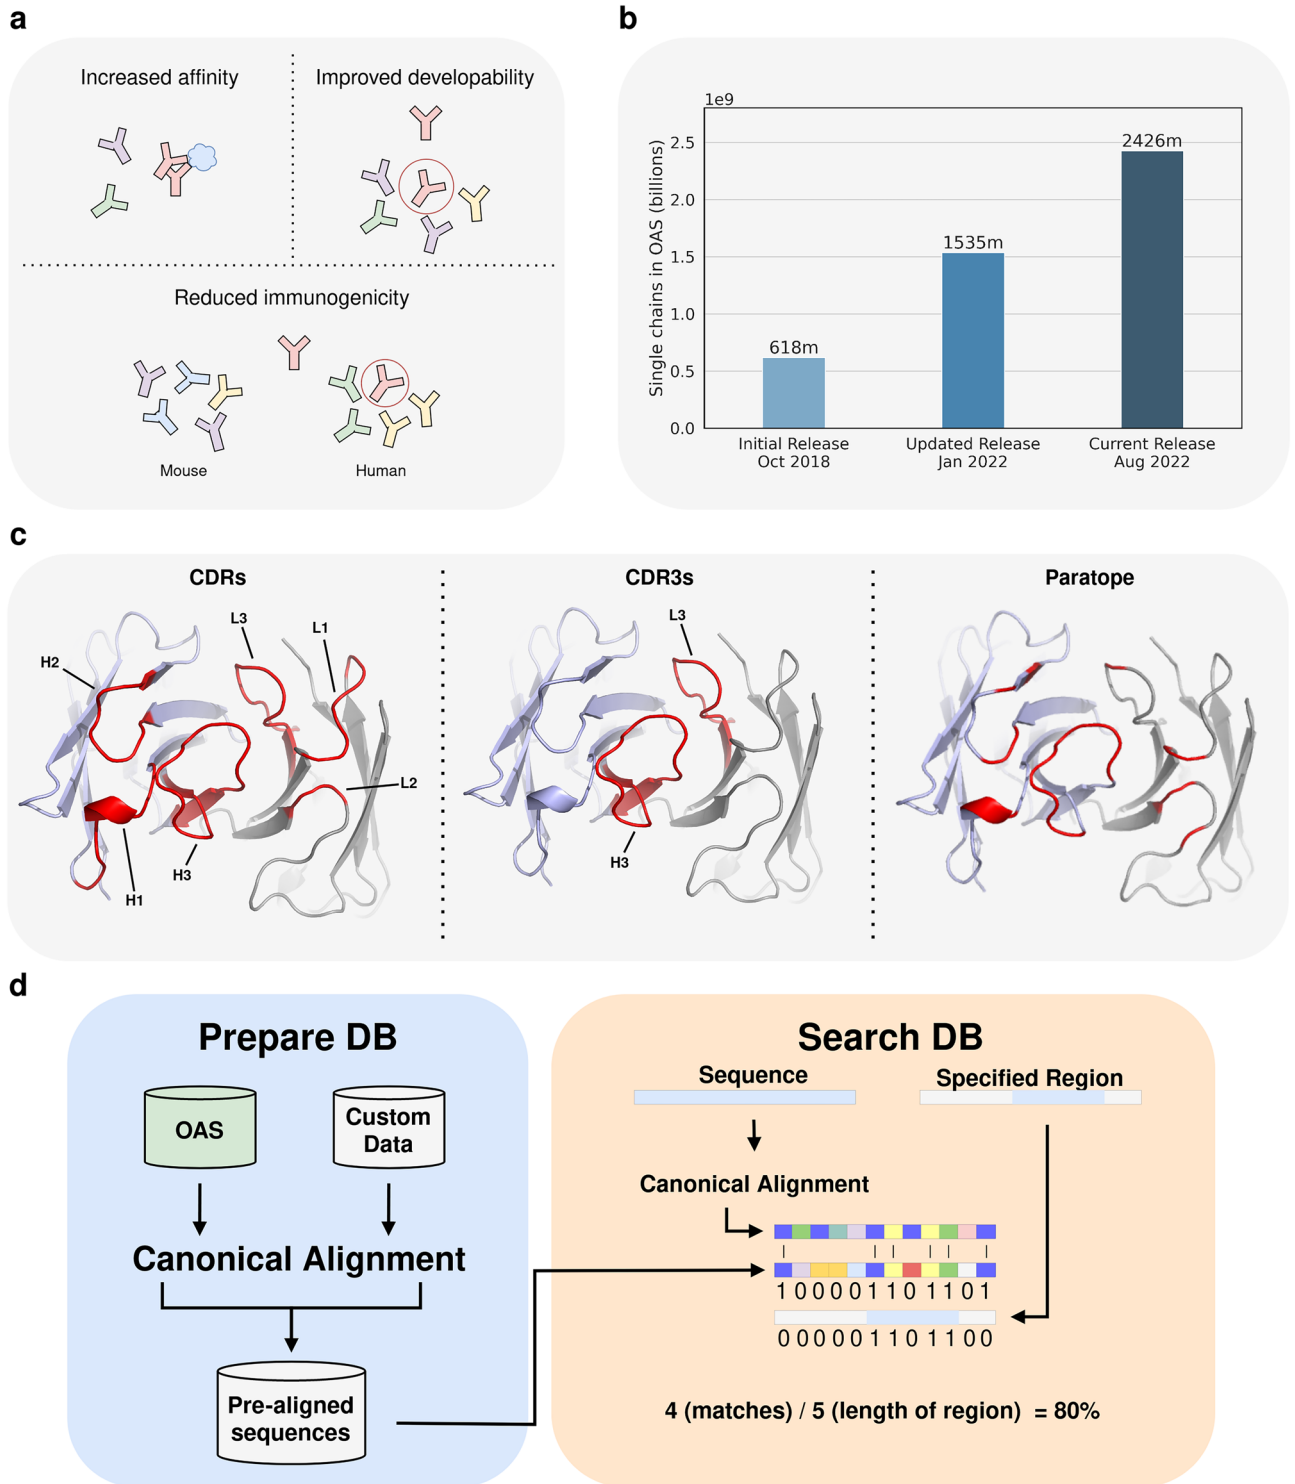 a
Increased affinity
Improved developability
Reduced immunogenicity
Mouse
Human
b
1e9
Single chains in OAS (billions)
2.5
2.0
1.5
1.0
0.5
0.0
618m
1535m
2426m
Initial Release
Oct 2018
Updated Release
Jan 2022
Current Release
Aug 2022
c
CDRs
H2
L3
L1
L2
H3
H1
CDR3s
L3
H3
Paratope
d
Prepare DB
OAS
Custom
Data
Canonical Alignment
Pre-aligned
sequences
Search DB
Sequence
Specified Region
Canonical Alignment
1 0 0 0 0 1 1 0 1 1 0 1
0 0 0 0 0 1 1 0 1 1 0 0
4 (matches) / 5 (length of region) = 80%